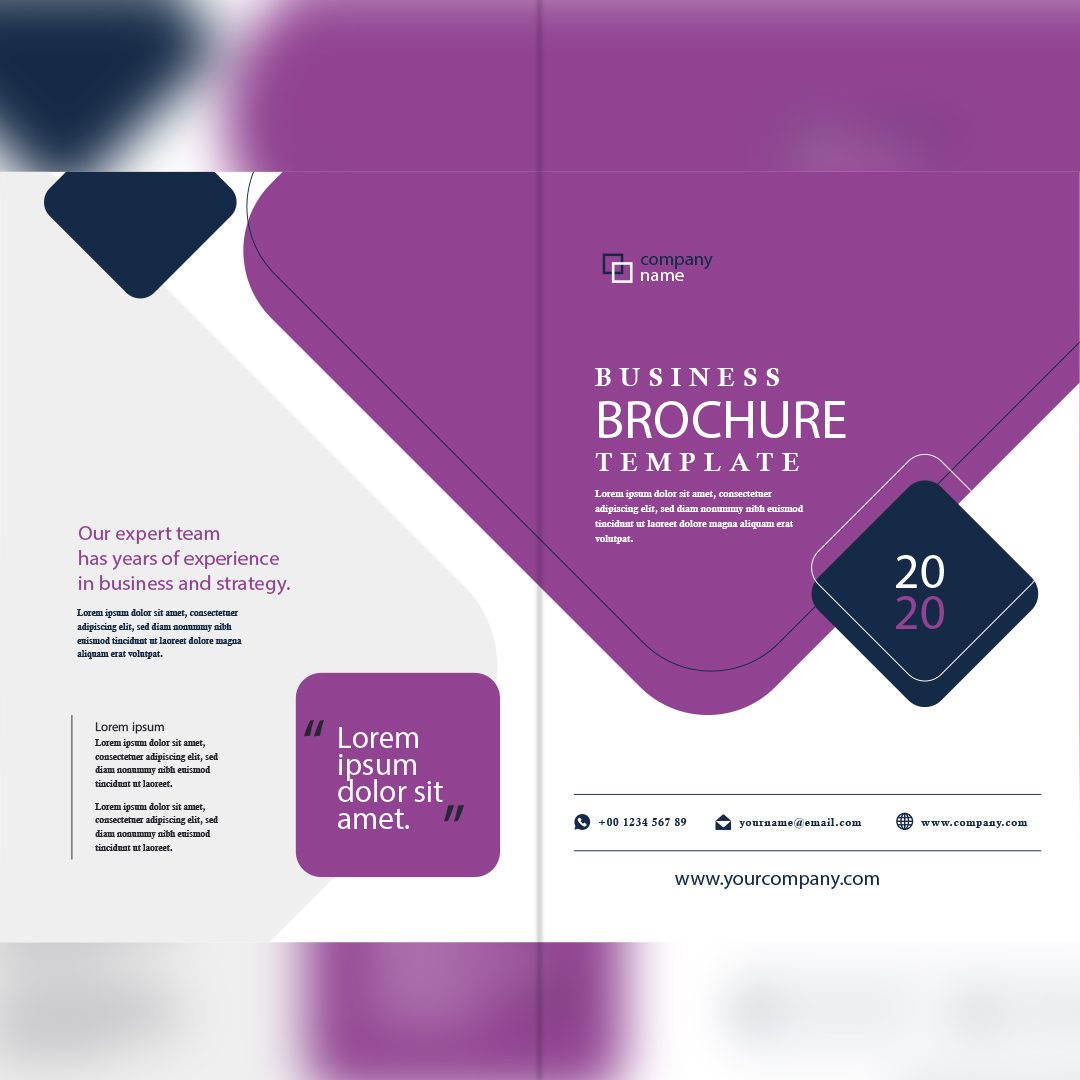 Our expert team
has years of experience
in business and strategy.
Lorem ipsum dolor sit amet, consectetuer
adipiscing elit, sed diam nonummy nibh
euismod tincidunt ut laoreet dolore magna
aliquam erat volutpat.
Lorem ipsum
Lorem ipsum dolor sit amet,
consectetuer adipiscing elit, sed
diam nonummy nibh euismod
tincidunt ut laoreet.
Lorem ipsum dolor sit amet,
consectetuer adipiscing elit, sed
diam nonummy nibh euismod
tincidunt ut laoreet.
“ Lorem
ipsum
dolor sit
amet. ”
company
name
BUSINESS
BROCHURE
TEMPLATE
Lorem ipsum dolor sit amet, consectetuer
adipiscing elit, sed diam nonummy nibh euismod
tincidunt ut laoreet dolore magna aliquam erat
volutpat.
20
20
+00 1234 567 89 yourname@email.com www.company.com
www.yourcompany.com